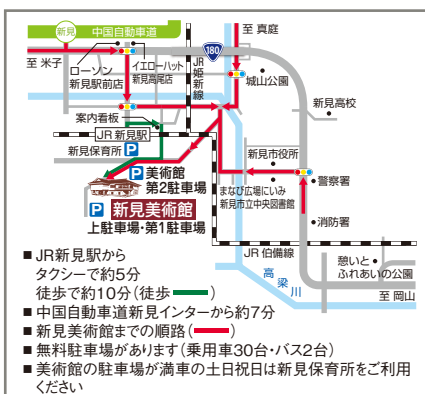 新見
中国自動車道
至 真庭
180
至 米子
ローソン
新見駅前店
イエローハット
新見高尾店
JR姫新線
城山公園
案内看板
新見高校
JR 新見駅
新見保育所 P
P 美術館
第2駐車場
新見市役所
まなび広場にいみ
新見市立中央図書館
警察署
P 新見美術館
上駐車場・第1駐車場
消防署
JR 伯備線
高梁川
憩いと
ふれあいの公園
至 岡山
■ JR新見駅から
タクシーで約5分
徒歩で約10分(徒歩 )
■ 中国自動車道新見インターから約7分
■ 新見美術館までの順路( )
■ 無料駐車場があります(乗用車30台・バス2台)
■ 美術館の駐車場が満車の土日祝日は新見保育所をご利用
ください